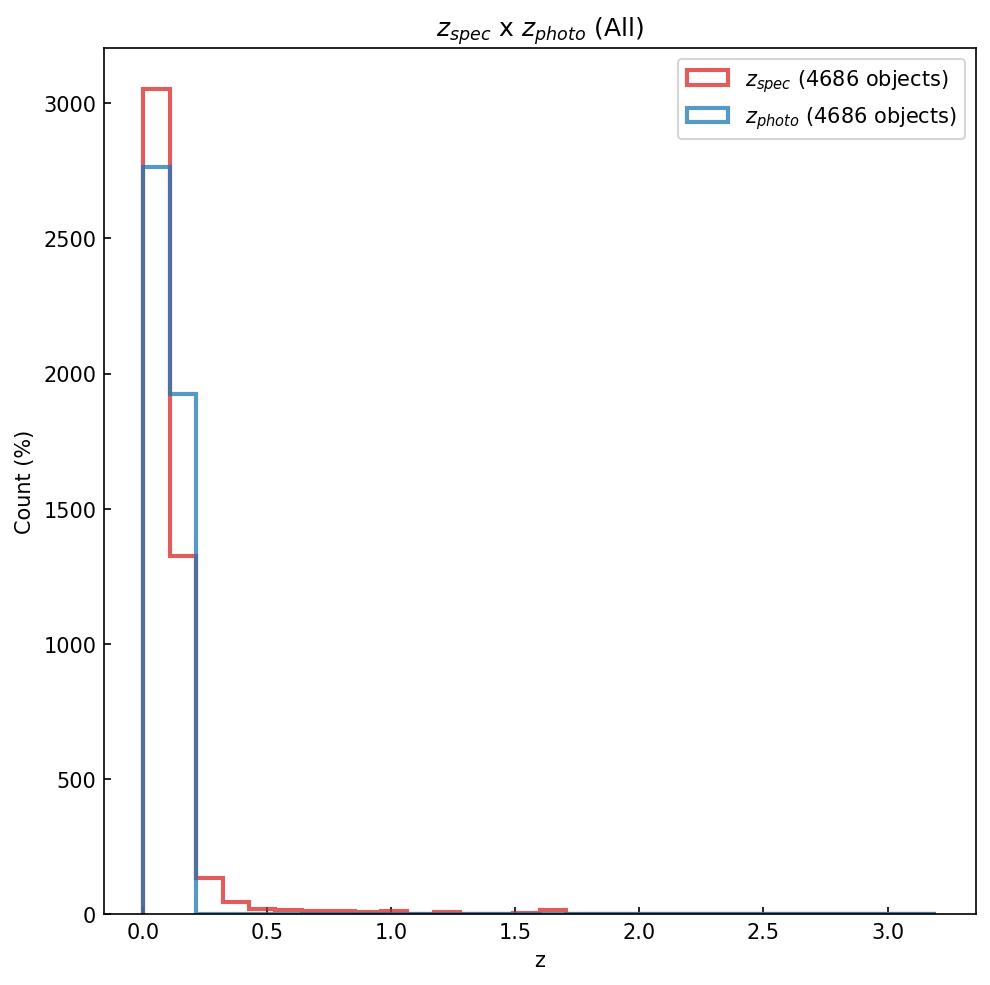 z_spec x z_photo (All)
z_spec (4686 objects)
z_photo (4686 objects)
Count (%)
3000
2500
2000
1500
1000
500
0
0.0 0.5 1.0 1.5 2.0 2.5 3.0
z